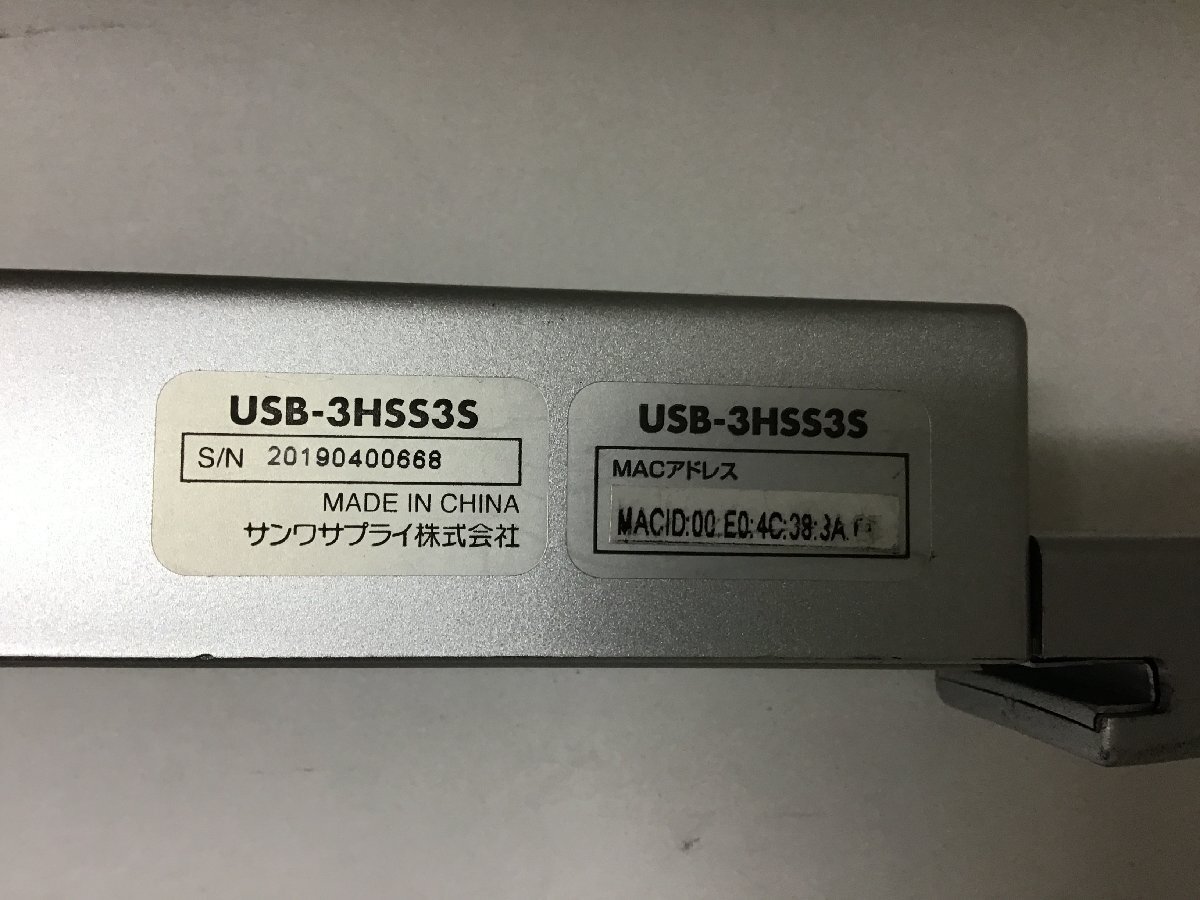 USB-3HSS3S
S/N 20190400668
MADE IN CHINA
サンワサプライ株式会社
USB-3HSS3S
MACアドレス
MACID:00:E0:4C:38:3A: